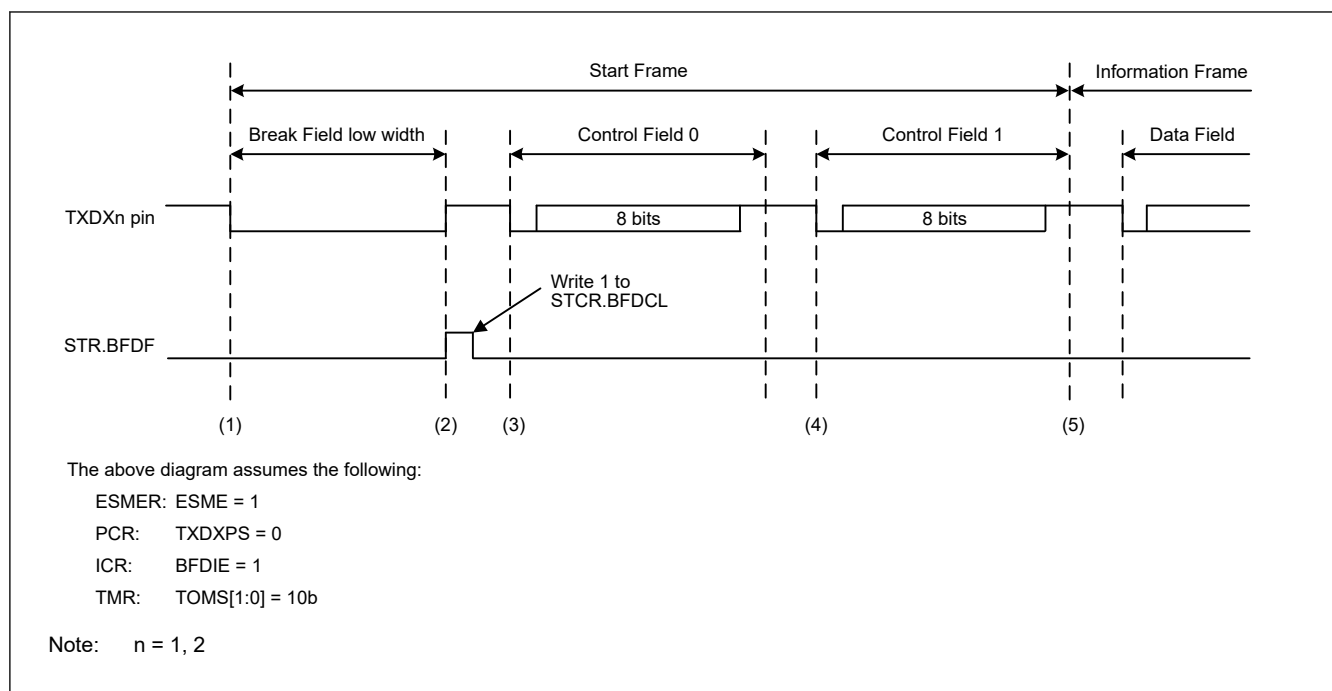 Start Frame
Information Frame
Break Field low width
Control Field 0
Control Field 1
Data Field
TXDXn pin
8 bits
8 bits
Write 1 to
STCR.BFDCL
STR.BFDF
(1)
(2)
(3)
(4)
(5)
The above diagram assumes the following:
ESMER: ESME = 1
PCR: TXDXPS = 0
ICR: BFDIE = 1
TMR: TOMS[1:0] = 10b
Note: n = 1, 2